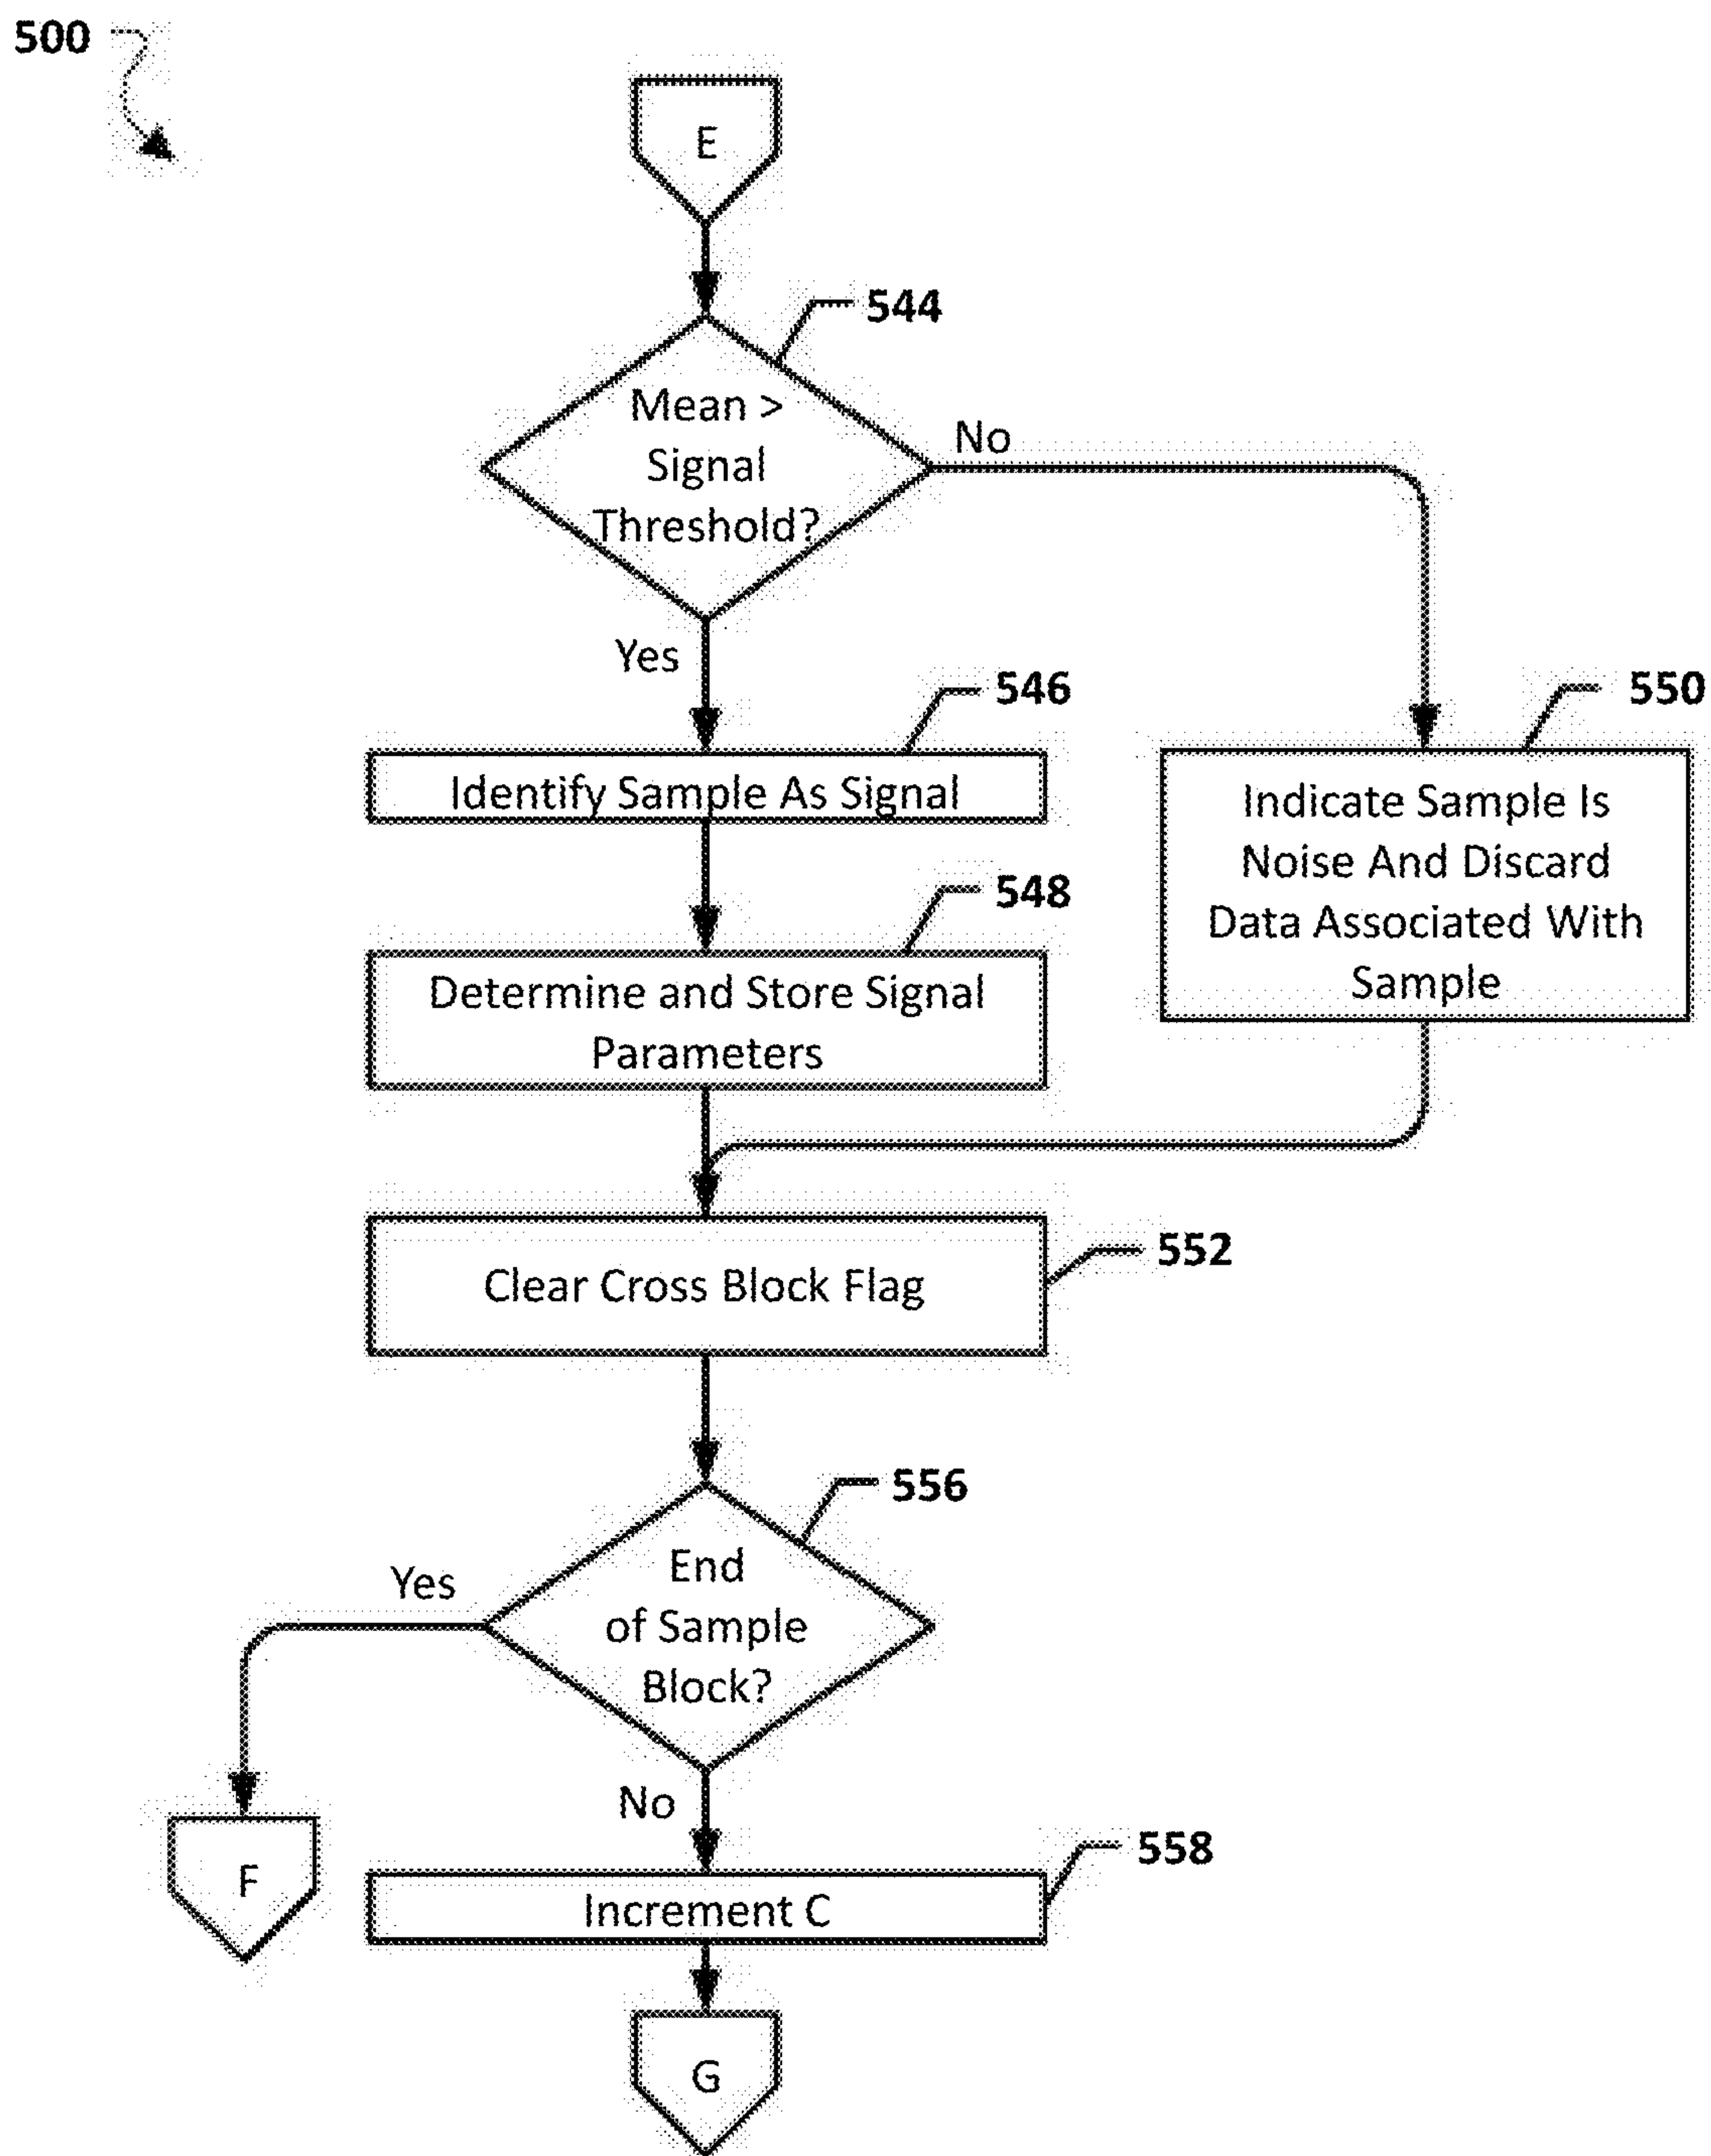 500
E
544
Mean >
Signal
Threshold?
No
Yes
546
Identify Sample As Signal
550
Indicate Sample Is
Noise And Discard
Data Associated With
Sample
548
Determine and Store Signal
Parameters
552
Clear Cross Block Flag
556
End
of Sample
Block?
Yes
No
F
558
Increment C
G